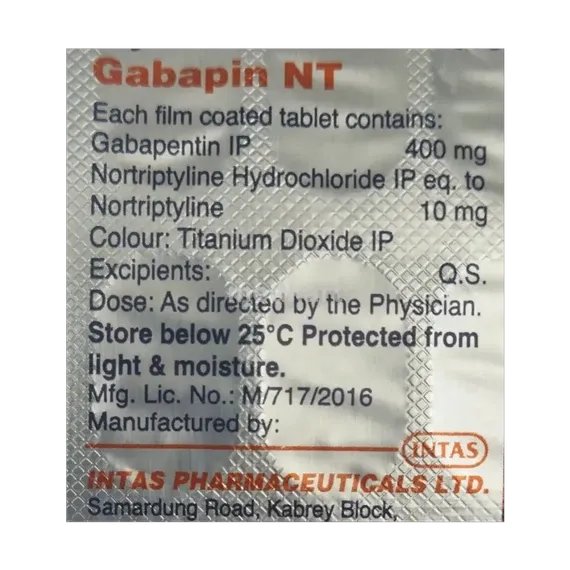 Gabapin NT
Each film coated tablet contains:
Gabapentin IP 400 mg
Nortriptyline Hydrochloride IP eq. to
Nortriptyline 10 mg
Colour: Titanium Dioxide IP
Excipients: Q.S.
Dose: As directed by the Physician.
Store below 25°C Protected from
light & moisture.
Mfg. Lic. No.: M/717/2016
Manufactured by:
INTAS
INTAS PHARMACEUTICALS LTD.
Samardung Road, Kabrey Block,